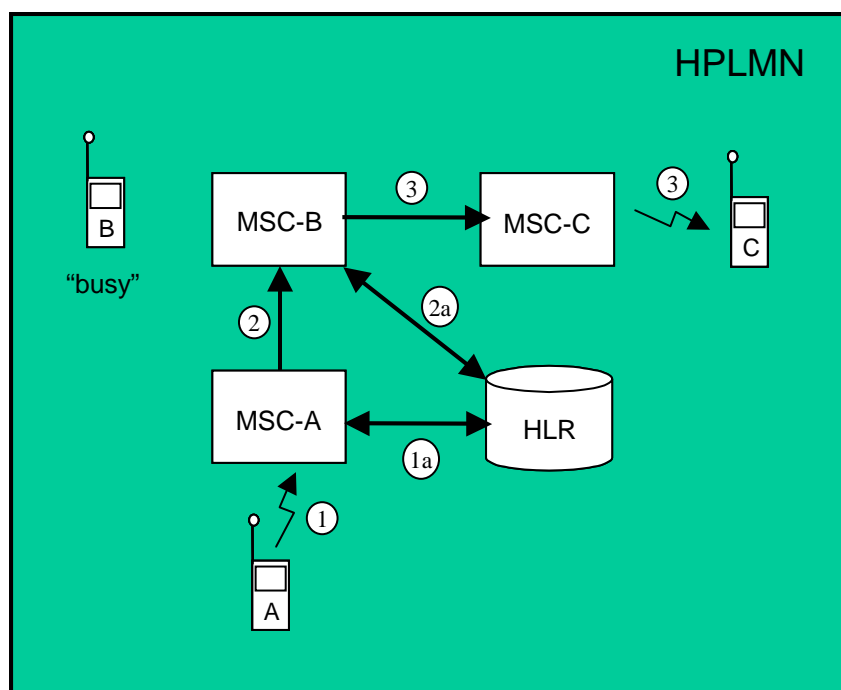 HPLMN
B
“busy”
MSC-B
3
MSC-C
3
C
2
2a
MSC-A
1a
HLR
1
A